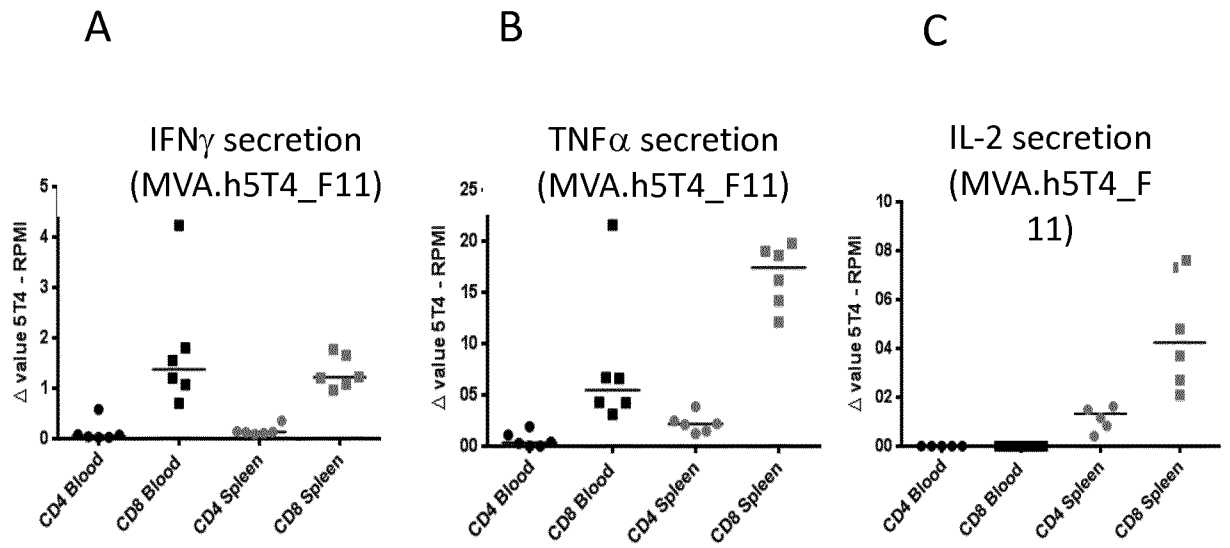 A
B
C
IFNγ secretion
(MVA.h5T4_F11)
TNFα secretion
(MVA.h5T4_F11)
IL-2 secretion
(MVA.h5T4_F
11)
△ value 5T4 - RPMI
5
4
3
2
1
0
CD4 Blood
CD8 Blood
CD4 Spleen
CD8 Spleen
△ value 5T4 - RPMI
25
20
15
10
05
00
CD4 Blood
CD8 Blood
CD4 Spleen
CD8 Spleen
△ value 5T4 - RPMI
10
08
06
04
02
00
CD4 Blood
CD8 Blood
CD4 Spleen
CD8 Spleen